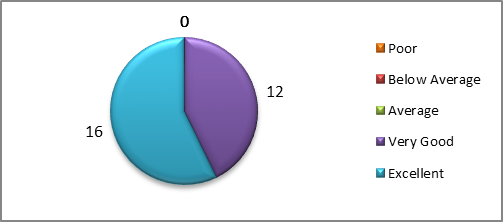 0
12
16
Poor
Below Average
Average
Very Good
Excellent